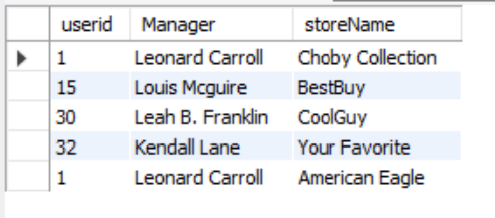 userid Manager storeName
1 Leonard Carroll Choby Collection
15 Louis Mcguire BestBuy
30 Leah B. Franklin CoolGuy
32 Kendall Lane Your Favorite
1 Leonard Carroll American Eagle